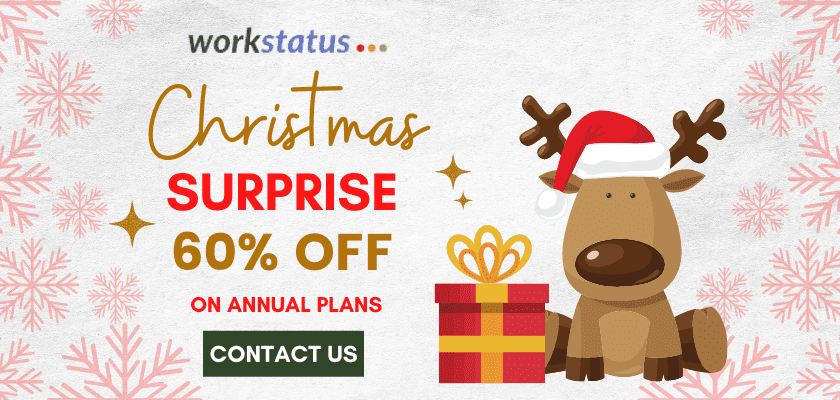 workstatus...
Christmas
SURPRISE
60% OFF
ON ANNUAL PLANS
CONTACT US